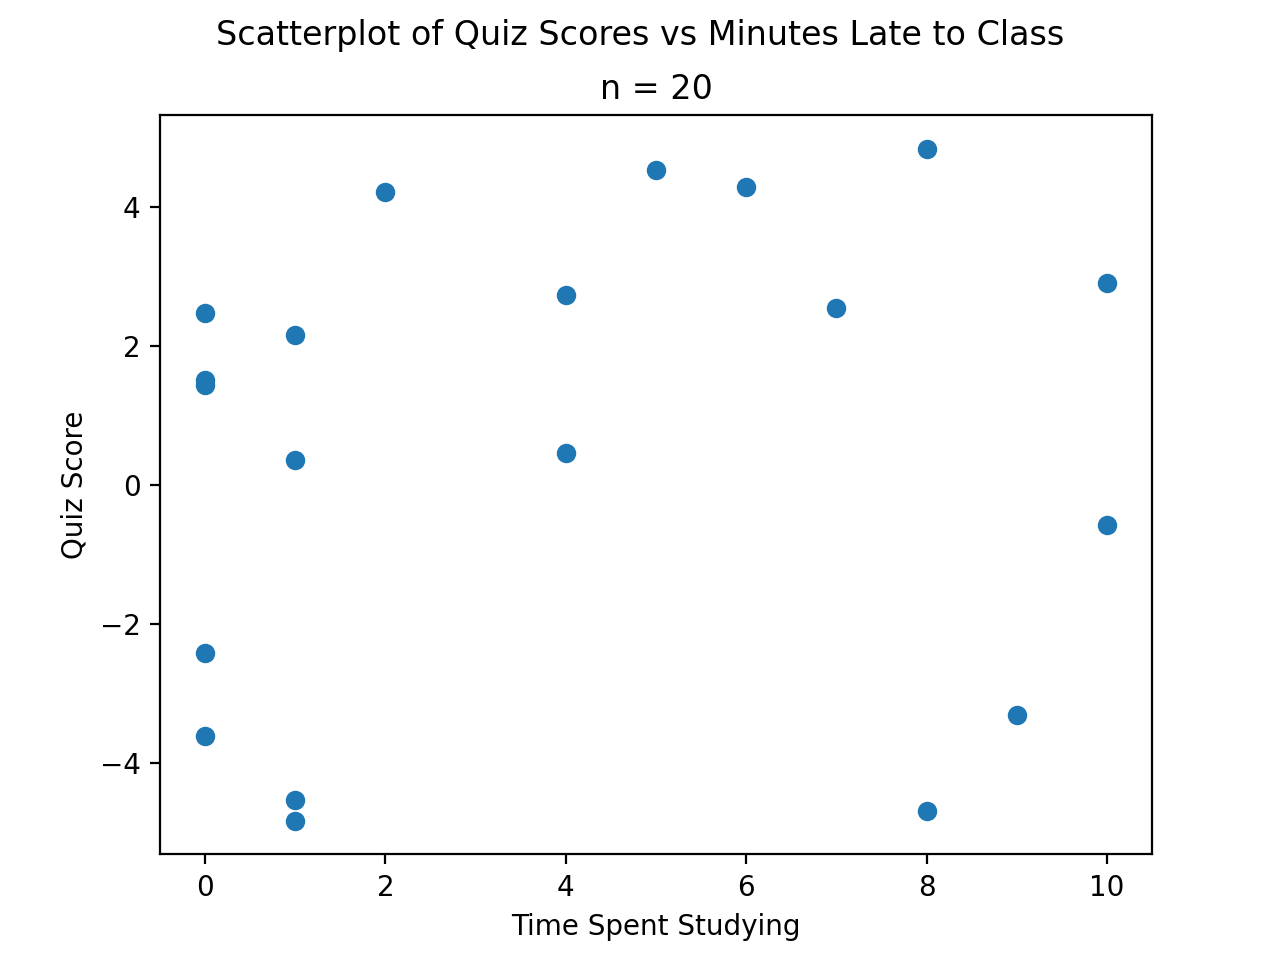 Scatterplot of Quiz Scores vs Minutes Late to Class
n = 20
4
2
0
−2
−4
Quiz Score
0 2 4 6 8 10
Time Spent Studying